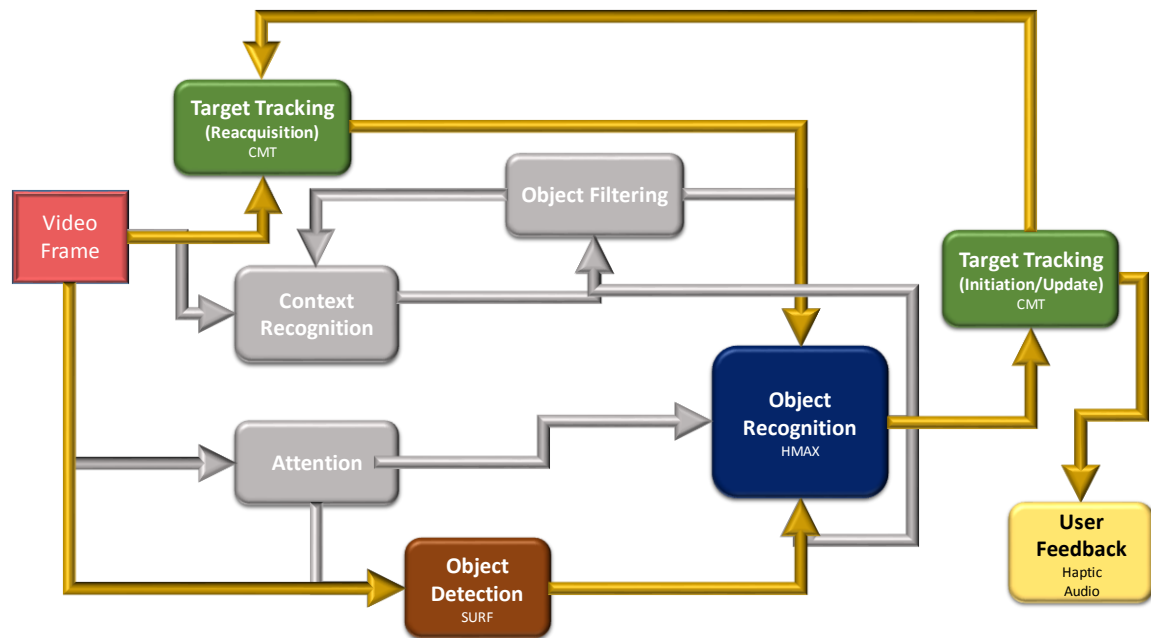 Target Tracking
(Reacquisition)
CMT
Object Filtering
Video
Frame
Target Tracking
(Initiation/Update)
CMT
Context
Recognition
Object
Recognition
HMAX
Attention
User
Feedback
Haptic
Audio
Object
Detection
SURF